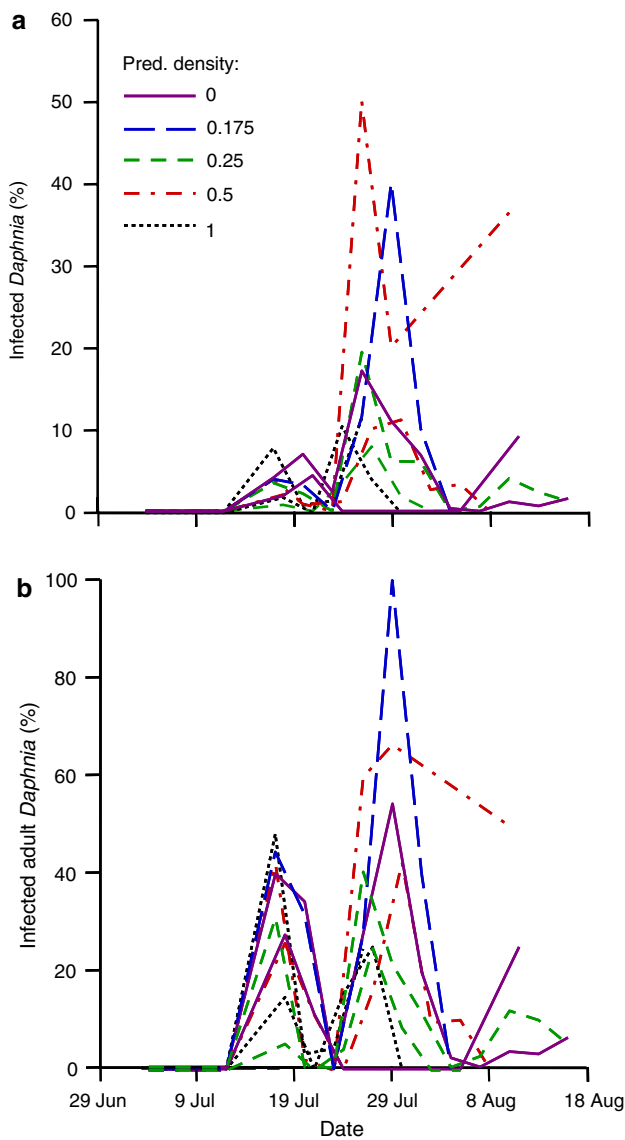 a
60
50
40
30
20
10
0
Infected Daphnia (%)
Pred. density:
0
0.175
0.25
0.5
1
b
100
80
60
40
20
0
Infected adult Daphnia (%)
29 Jun 9 Jul 19 Jul 29 Jul 8 Aug 18 Aug
Date